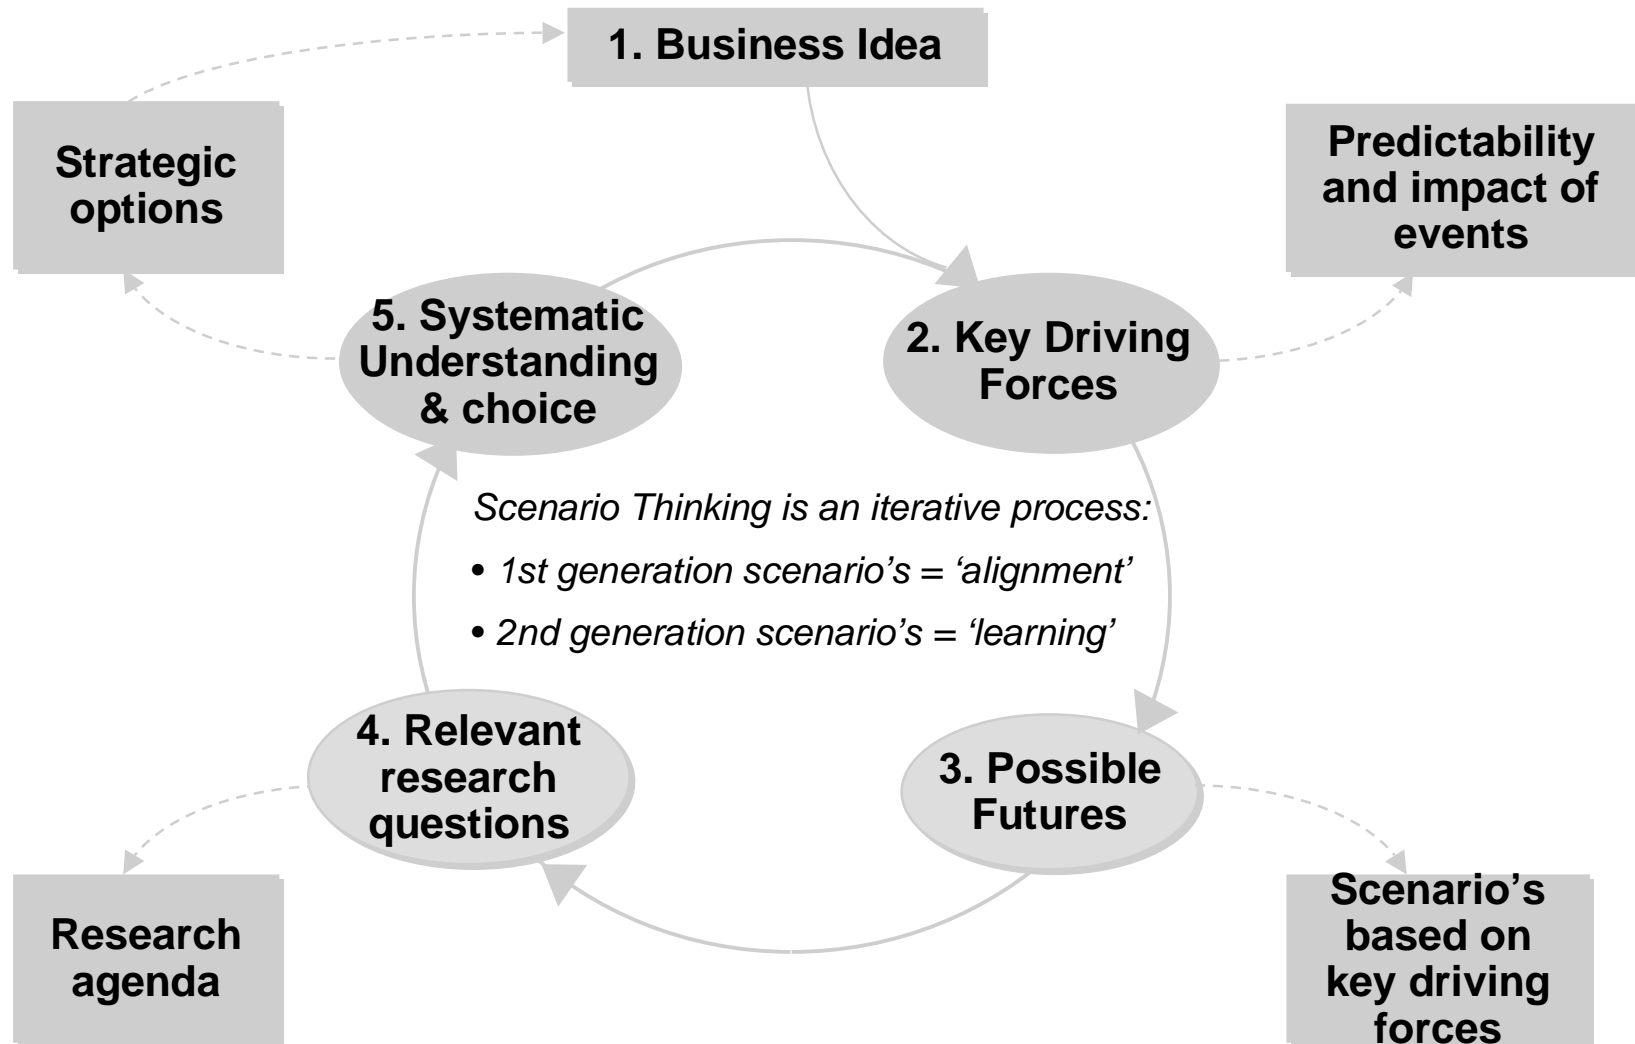 1. Business Idea
Strategic
options
Predictability
and impact of
events
5. Systematic
Understanding
& choice
2. Key Driving
Forces
Scenario Thinking is an iterative process:
• 1st generation scenario’s = ‘alignment’
• 2nd generation scenario’s = ‘learning’
4. Relevant
research
questions
3. Possible
Futures
Research
agenda
Scenario’s
based on
key driving
forces